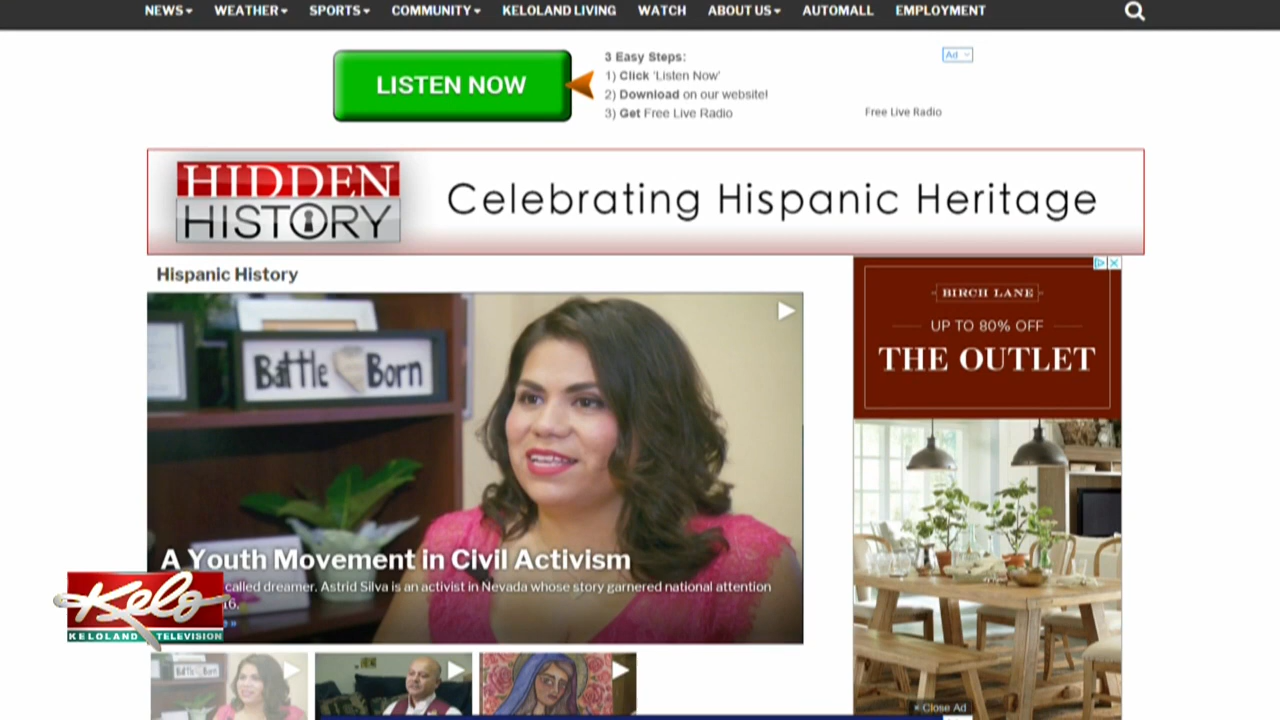 NEWS WEATHER SPORTS COMMUNITY KELOLAND LIVING WATCH ABOUT US AUTOMALL EMPLOYMENT
LISTEN NOW
3 Easy Steps:
1) Click 'Listen Now'
2) Download on our website!
3) Get Free Live Radio
Free Live Radio
Ad
HIDDEN
HISTORY
Celebrating Hispanic Heritage
Hispanic History
Battle Born
A Youth Movement in Civil Activism
called dreamer. Astrid Silva is an activist in Nevada whose story garnered national attention
16.
»
Kelo
KELOLAND TELEVISION
BIRCH LANE
UP TO 80% OFF
THE OUTLET
Battle Born
× Close Ad